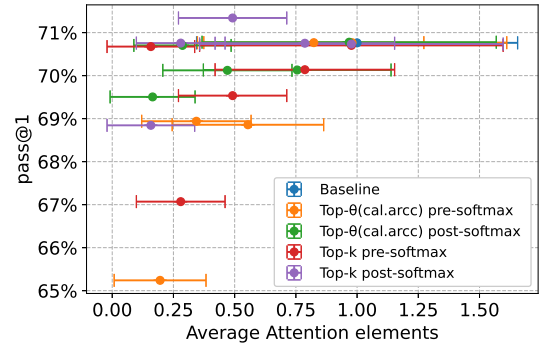 71%
70%
69%
68%
67%
66%
65%
pass@1
Baseline
Top-θ(cal.arcc) pre-softmax
Top-θ(cal.arcc) post-softmax
Top-k pre-softmax
Top-k post-softmax
0.00 0.25 0.50 0.75 1.00 1.25 1.50
Average Attention elements